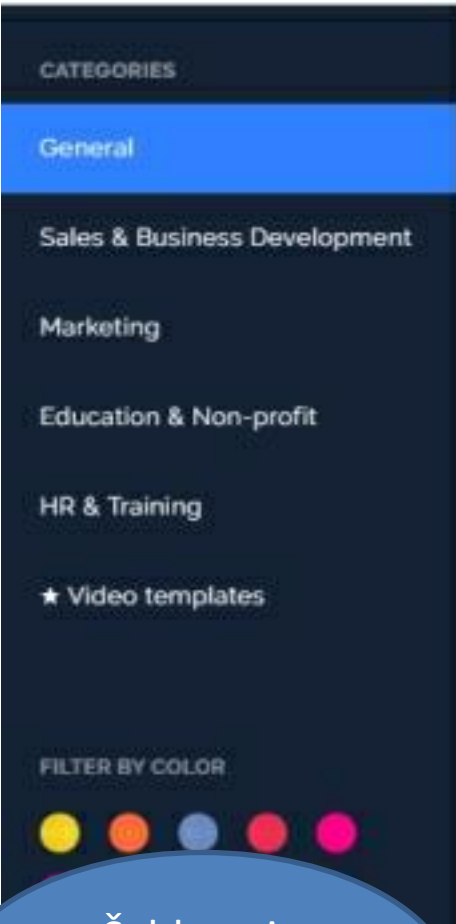 CATEGORIES
General
Sales & Business Development
Marketing
Education & Non-profit
HR & Training
★ Video templates
FILTER BY COLOR